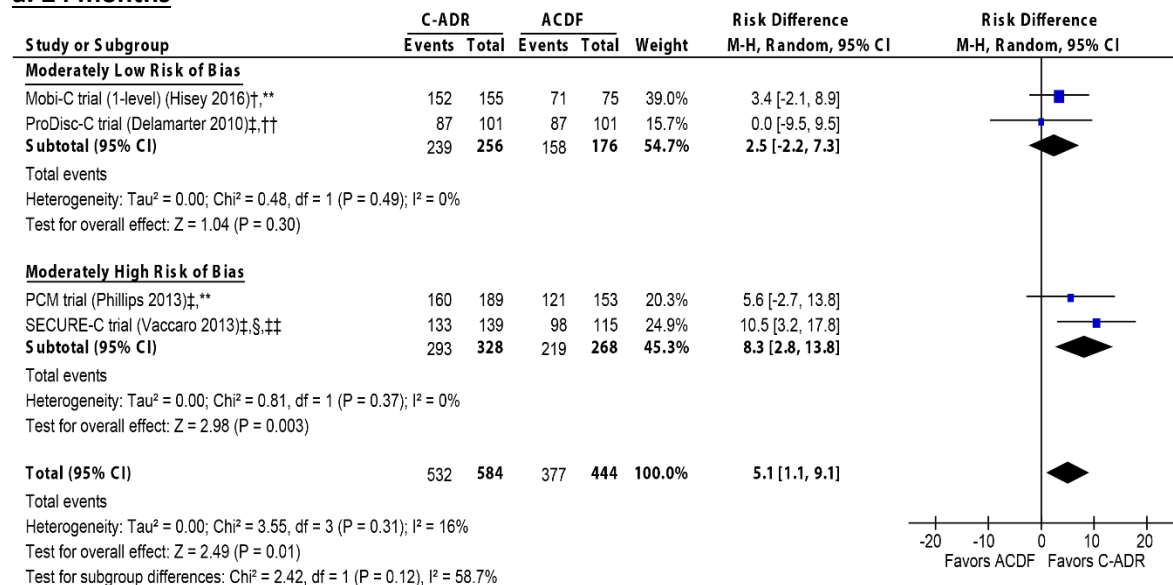 a. 24 months
C-ADR ACDF Risk Difference Risk Difference
Study or Subgroup Events Total Events Total Weight M-H, Random, 95% CI M-H, Random, 95% CI
Moderately Low Risk of Bias
Mobi-C trial (1-level) (Hisey 2016)†,** 152 155 71 75 39.0% 3.4 [-2.1, 8.9]
ProDisc-C trial (Delamarter 2010)‡,†† 87 101 87 101 15.7% 0.0 [-9.5, 9.5]
Subtotal (95% CI) 239 256 158 176 54.7% 2.5 [-2.2, 7.3]
Total events
Heterogeneity: Tau² = 0.00; Chi² = 0.48, df = 1 (P = 0.49); I² = 0%
Test for overall effect: Z = 1.04 (P = 0.30)
Moderately High Risk of Bias
PCM trial (Phillips 2013)‡,** 160 189 121 153 20.3% 5.6 [-2.7, 13.8]
SECURE-C trial (Vaccaro 2013)‡,§,‡‡ 133 139 98 115 24.9% 10.5 [3.2, 17.8]
Subtotal (95% CI) 293 328 219 268 45.3% 8.3 [2.8, 13.8]
Total events
Heterogeneity: Tau² = 0.00; Chi² = 0.81, df = 1 (P = 0.37); I² = 0%
Test for overall effect: Z = 2.98 (P = 0.003)
Total (95% CI) 532 584 377 444 100.0% 5.1 [1.1, 9.1]
Total events
Heterogeneity: Tau² = 0.00; Chi² = 3.55, df = 3 (P = 0.31); I² = 16%
Test for overall effect: Z = 2.49 (P = 0.01)
Test for subgroup differences: Chi² = 2.42, df = 1 (P = 0.12), I² = 58.7%
-20 -10 0 10 20
Favors ACDF Favors C-ADR